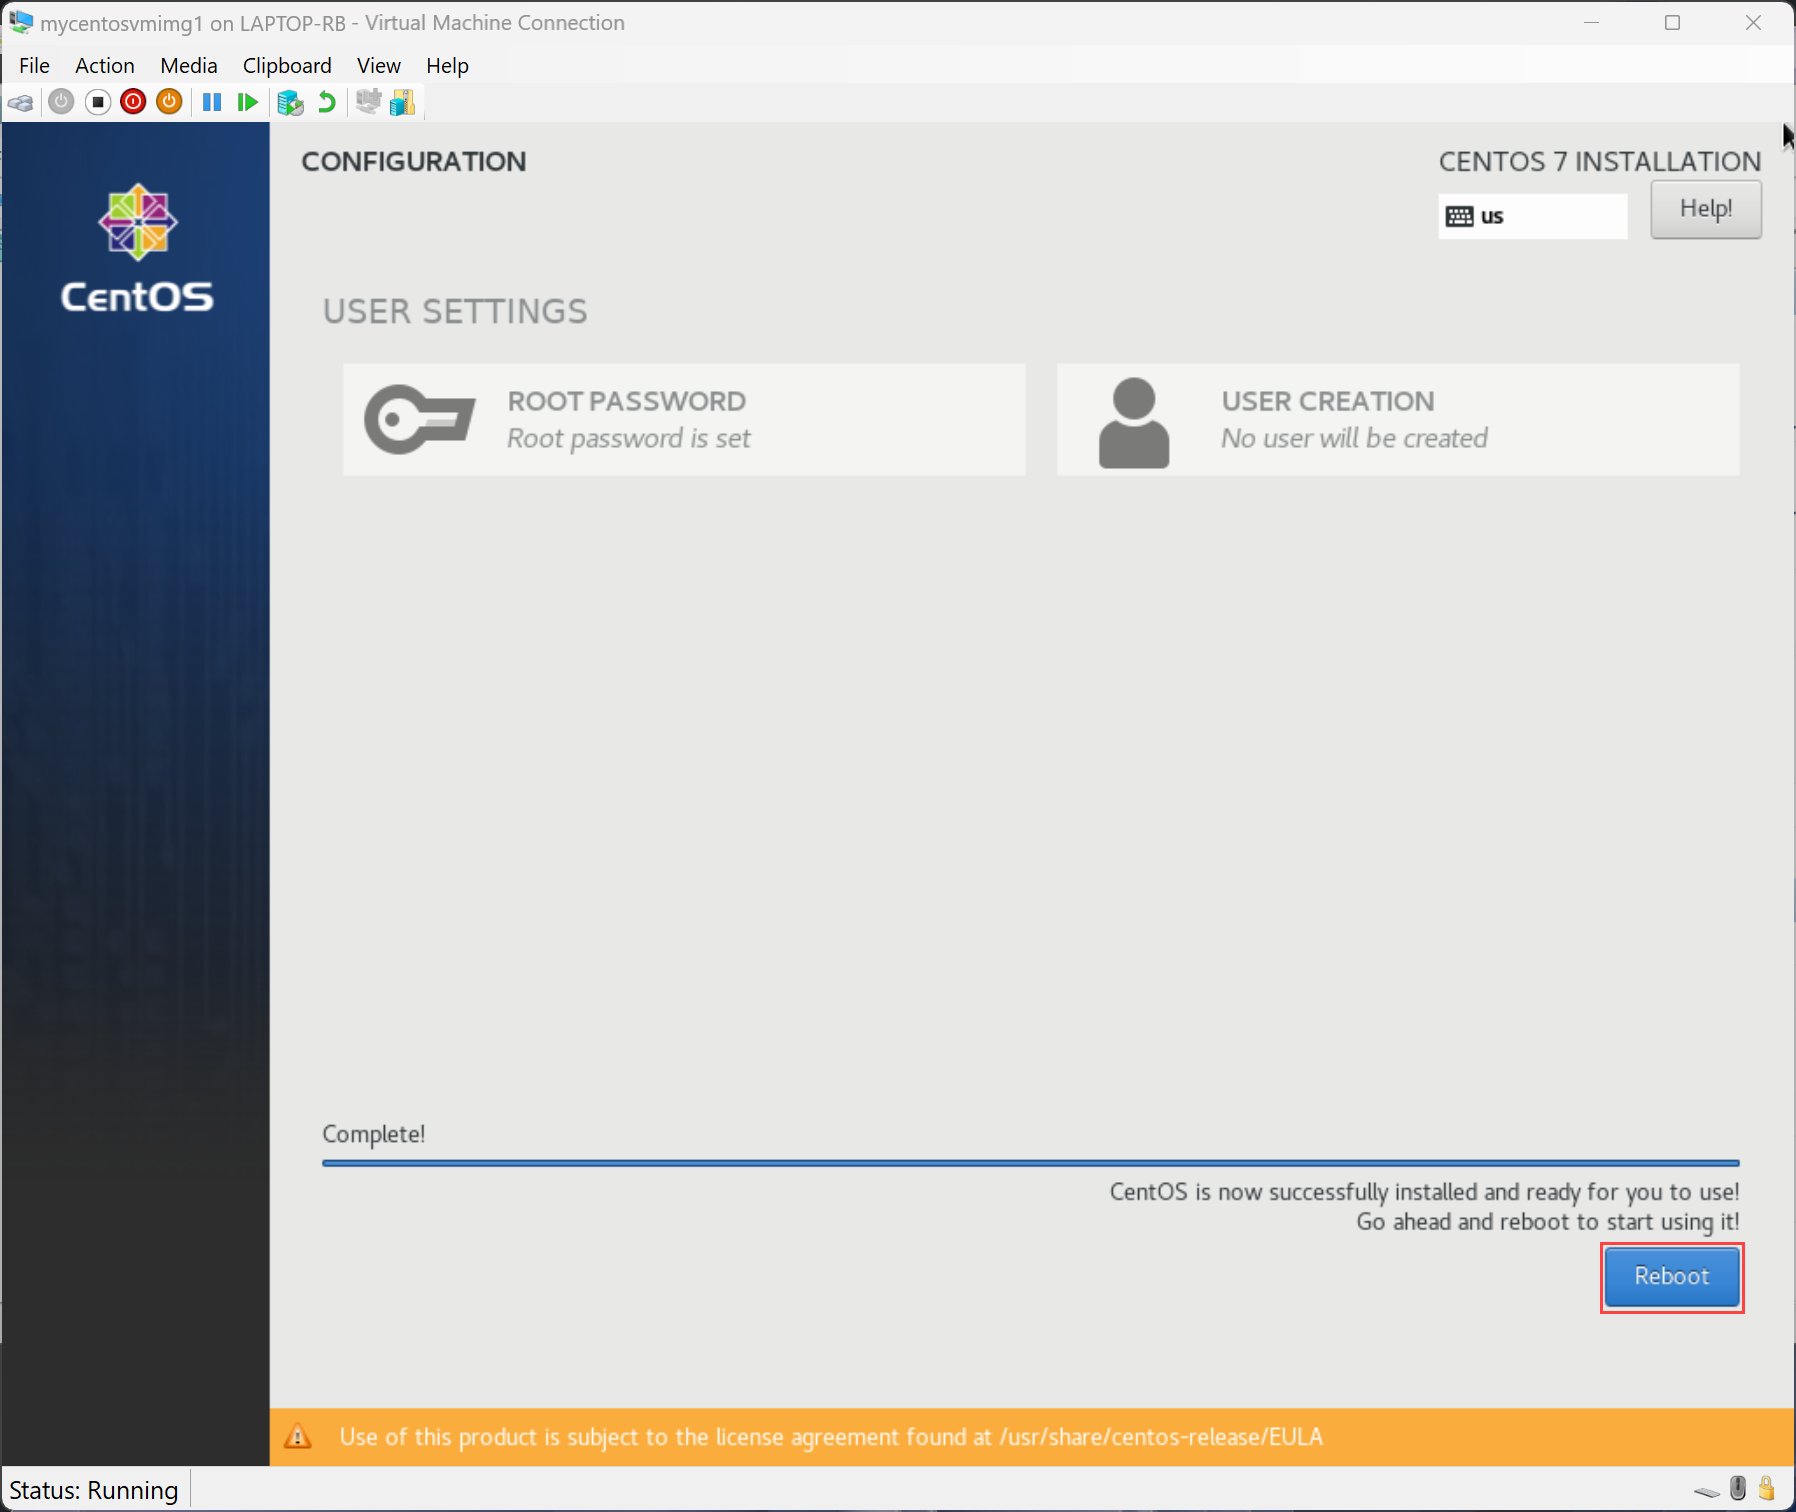 mycentosvmimg1 on LAPTOP-RB - Virtual Machine Connection
File Action Media Clipboard View Help
CentOS
CONFIGURATION
CENTOS 7 INSTALLATION
us
Help!
USER SETTINGS
ROOT PASSWORD
Root password is set
USER CREATION
No user will be created
Complete!
CentOS is now successfully installed and ready for you to use!
Go ahead and reboot to start using it!
Reboot
Use of this product is subject to the license agreement found at /usr/share/centos-release/EULA
Status: Running